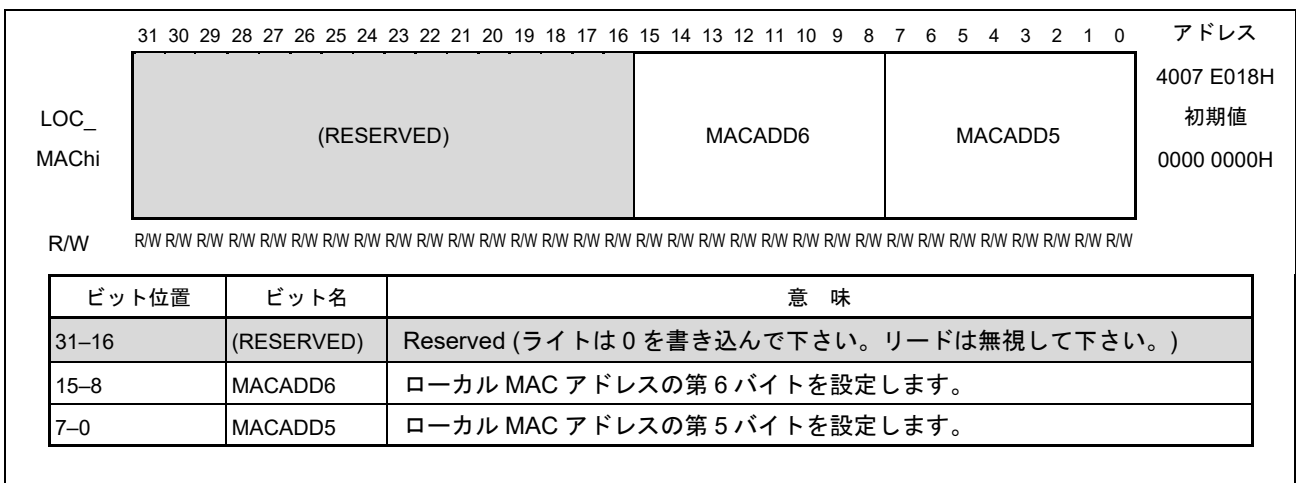 31 30 29 28 27 26 25 24 23 22 21 20 19 18 17 16 15 14 13 12 11 10 9 8 7 6 5 4 3 2 1 0 アドレス
4007 E018H
LOC_ 初期値
(RESERVED) MACADD6 MACADD5
MAChi 0000 0000H
R/W R/W R/W R/W R/W R/W R/W R/W R/W R/W R/W R/W R/W R/W R/W R/W R/W R/W R/W R/W R/W R/W R/W R/W R/W R/W R/W R/W R/W R/W R/W R/W R/W
ビット位置 ビット名 意 味
31–16 (RESERVED) Reserved (ライトは 0 を書き込んで下さい。リードは無視して下さい。)
15–8 MACADD6 ローカル MAC アドレスの第 6 バイトを設定します。
7–0 MACADD5 ローカル MAC アドレスの第 5 バイトを設定します。